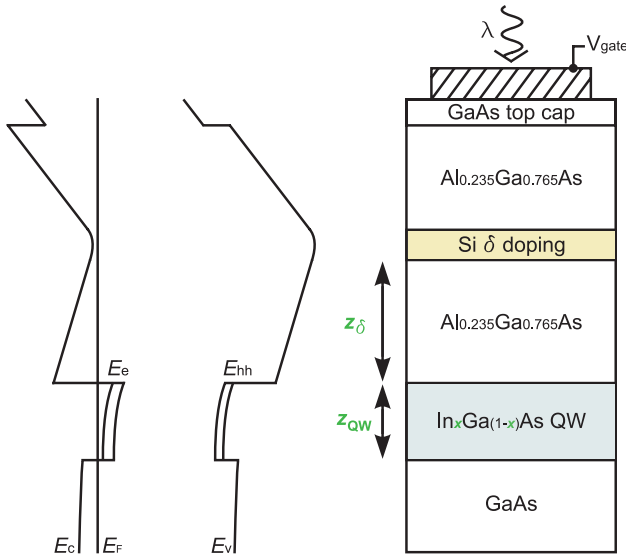 λ
Vgate
GaAs top cap
Al0.235Ga0.765As
Si δ doping
zδ
Al0.235Ga0.765As
Ee
Ehh
zQW
InxGa(1-x)As QW
GaAs
Ec
EF
Ev